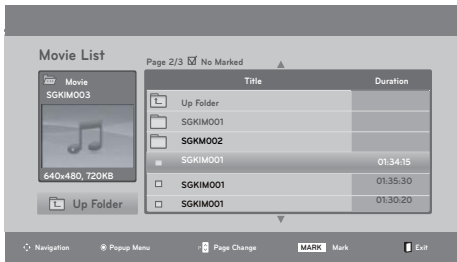 Movie List
Page 2/3 No Marked
Movie
SGKIM003
640x480, 720KB
Up Folder
Title Duration
Up Folder
SGKIM001
SGKM002
SGKIM001 01:34:15
SGKIM001 01:35:30
SGKIM001 01:30:20
Navigation Popup Menu Page Change MARK Mark Exit